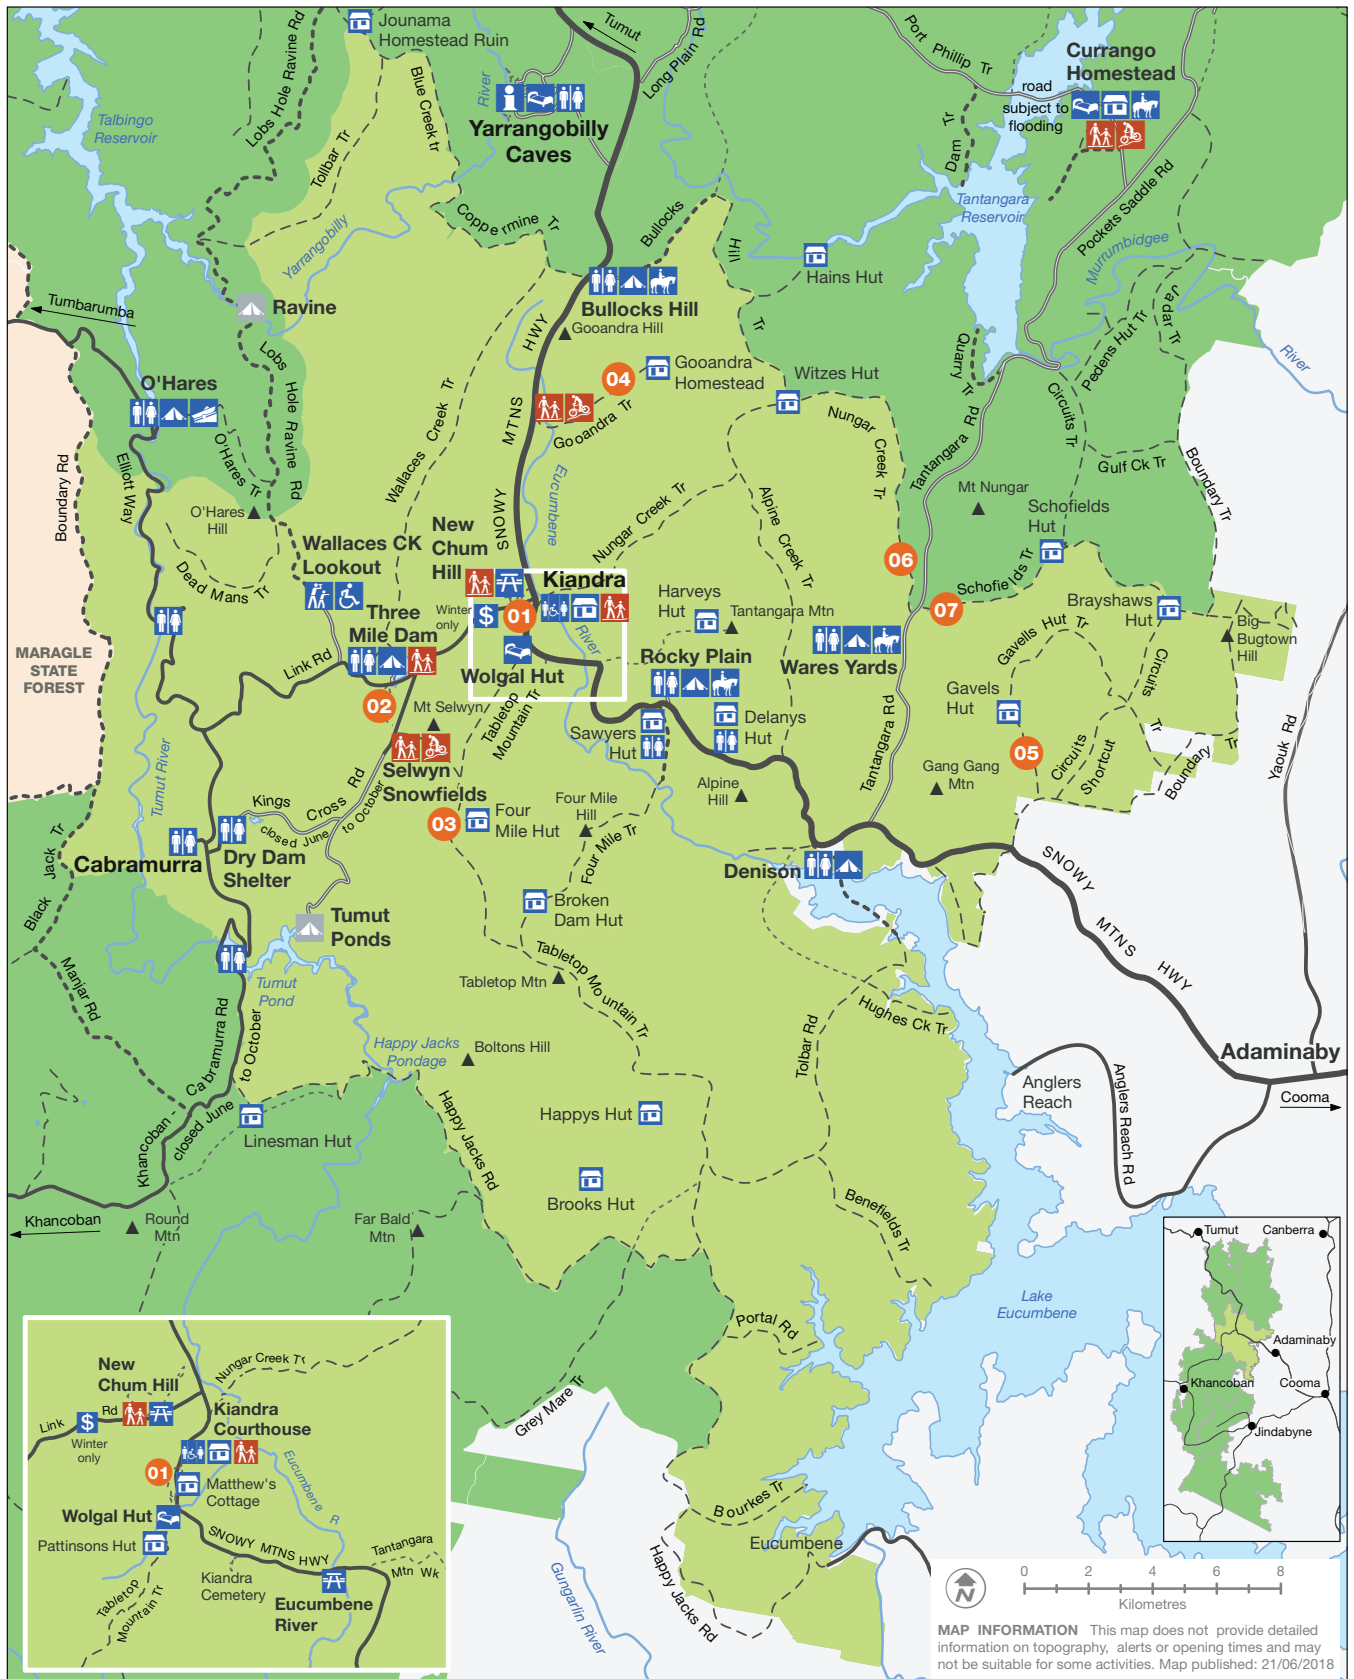 Jounama
Homestead Ruin
Tumut
Long Plain Rd
Port Phillip Tr
Currango
Homestead
road
subject to
flooding
Lobs Hole Ravine Rd
Blue Creek tr
River
Talbingo
Reservoir
Tollbar Tr
Yarrangobilly
Caves
Dam Tr
Tantangara
Reservoir
Pockets Saddle Rd
Coppermine Tr
Bullocks
Hill
Tr
Yarrangobilly
Hains Hut
Murrumbidgee
River
Tumbarumba
Ravine
Bullocks Hill
Gooandra Hill
HWY
MTNS
SNOWY
Jadar Tr
Pedens Hut Tr
Quarry Tr
Lobs Hole Ravine Rd
O'Hares
Gooandra
Homestead
04
Witzes Hut
Wallaces Creek Tr
Gooandra Tr
Nungar Creek Tr
Circuits Tr
Tantangara Rd
Gulf Ck Tr
Boundary Tr
Boundary Rd
Elliott Way
O'Hares Tr
O'Hares
Hill
Eucumbene
River
Nungar Creek Tr
Alpine Creek Tr
Mt Nungar
Schofields
Hut
Wallaces CK
Lookout
New
Chum
Hill
Kiandra
Dead Mans Tr
06
Schofields Tr
07
Three
Mile Dam
Winter
only
$
01
Harveys
Hut
Tantangara Mtn
Brayshaws
Hut
Big
Bugtown
Hill
MARAGLE
STATE
FOREST
Link Rd
Wolgal Hut
Rocky Plain
Wares Yards
Gavells Hut Tr
Circuits
Tr
Gavels
Hut
02
Mt Selwyn
Tabletop
Mountain Tr
Sawyers
Hut
Delanys
Hut
Tantangara Rd
05
Circuits
Shortcut
Boundary Tr
Yaouk Rd
Tumut River
Selwyn
Snowfields
Gang Gang
Mtn
Alpine
Hill
Kings Cross Rd
closed June to October
03
Four
Mile Hut
Four Mile
Hill
Four Mile Tr
Cabramurra
Dry Dam
Shelter
Denison
SNOWY MTNS HWY
Black Jack Tr
Broken
Dam Hut
Tumut
Ponds
Tabletop Mtn
Tabletop Mountain Tr
Manjar Rd
Tumut
Pond
Hughes Ck Tr
Tolbar Rd
Khancoban - Cabramurra Rd
closed June to October
Happy Jacks
Pondage
Boltons Hill
Adaminaby
Anglers
Reach
Anglers Reach Rd
Cooma
Happy Jacks Rd
Happys Hut
Linesman Hut
Brooks Hut
Benefields Tr
Khancoban
Round
Mtn
Far Bald
Mtn
Lake
Eucumbene
Portal Rd
Grey Mare Tr
Bourkes Tr
Eucumbene
Happy Jacks Rd
Gungarlin River
New
Chum Hill
Nungar Creek Tr
Kiandra
Courthouse
Link Rd
$
Winter
only
01
Matthew's
Cottage
Eucumbene R
Wolgal Hut
Pattinsons Hut
SNOWY MTNS HWY
Tantangara
Mtn Wk
Kiandra
Cemetery
Tabletop
Mountain Tr
Eucumbene
River
Tumut
Canberra
Adaminaby
Khancoban
Cooma
Jindabyne
N
0 2 4 6 8
Kilometres
MAP INFORMATION This map does not provide detailed
information on topography, alerts or opening times and may
not be suitable for some activities. Map published: 21/06/2018